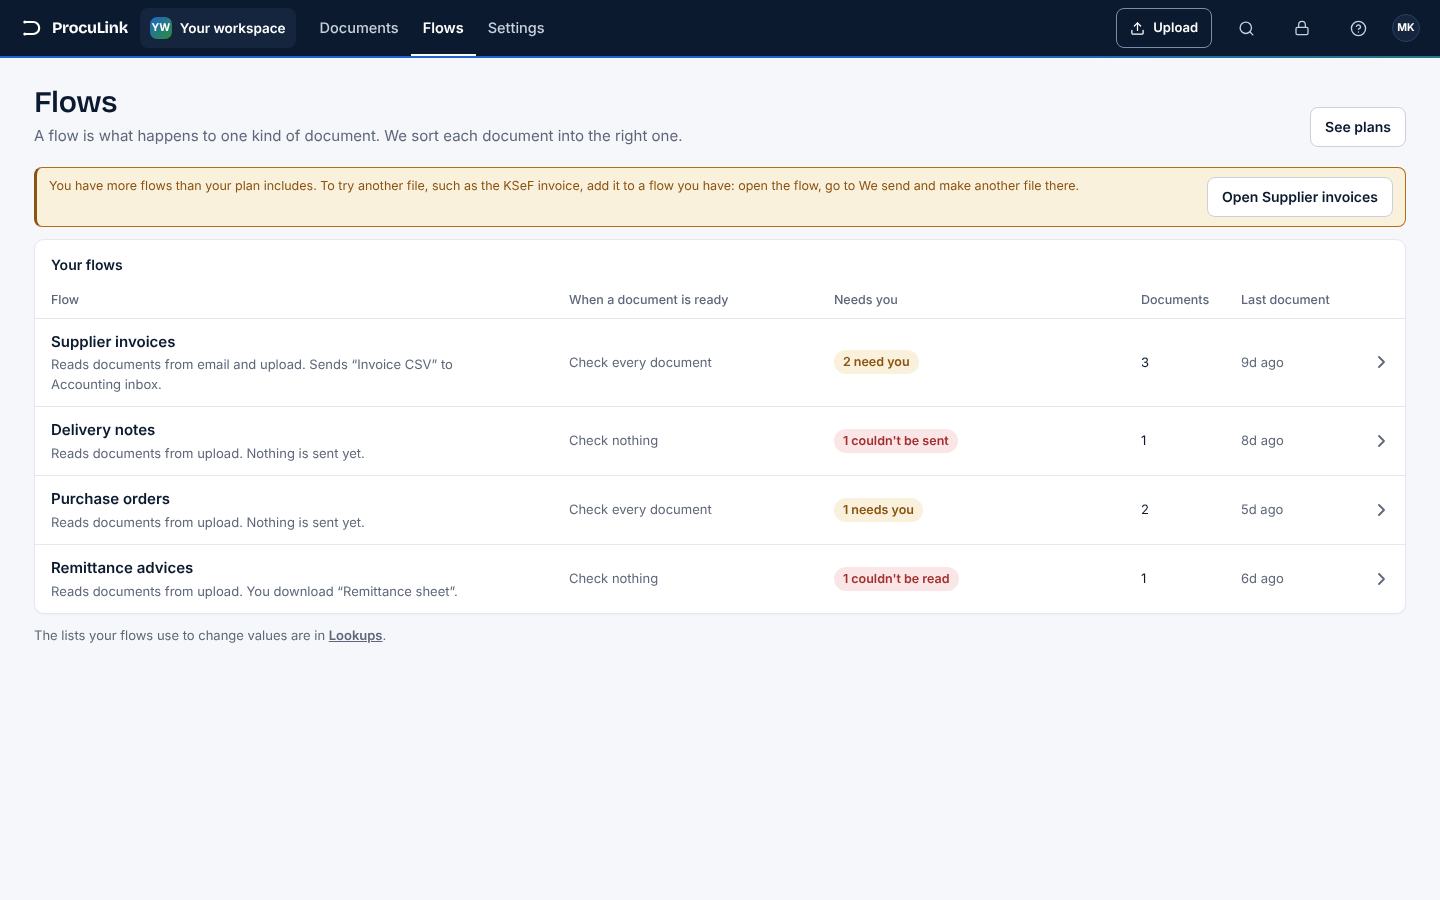 ProcuLink
YW Your workspace
Documents
Flows
Settings
Upload
MK
Flows
A flow is what happens to one kind of document. We sort each document into the right one.
See plans
You have more flows than your plan includes. To try another file, such as the KSeF invoice, add it to a flow you have: open the flow, go to We send and make another file there.
Open Supplier invoices
Your flows
Flow When a document is ready Needs you Documents Last document
Supplier invoices
Reads documents from email and upload. Sends “Invoice CSV” to
Accounting inbox.
Check every document 2 need you 3 9d ago
Delivery notes
Reads documents from upload. Nothing is sent yet.
Check nothing 1 couldn't be sent 1 8d ago
Purchase orders
Reads documents from upload. Nothing is sent yet.
Check every document 1 needs you 2 5d ago
Remittance advices
Reads documents from upload. You download “Remittance sheet”.
Check nothing 1 couldn't be read 1 6d ago
The lists your flows use to change values are in Lookups.